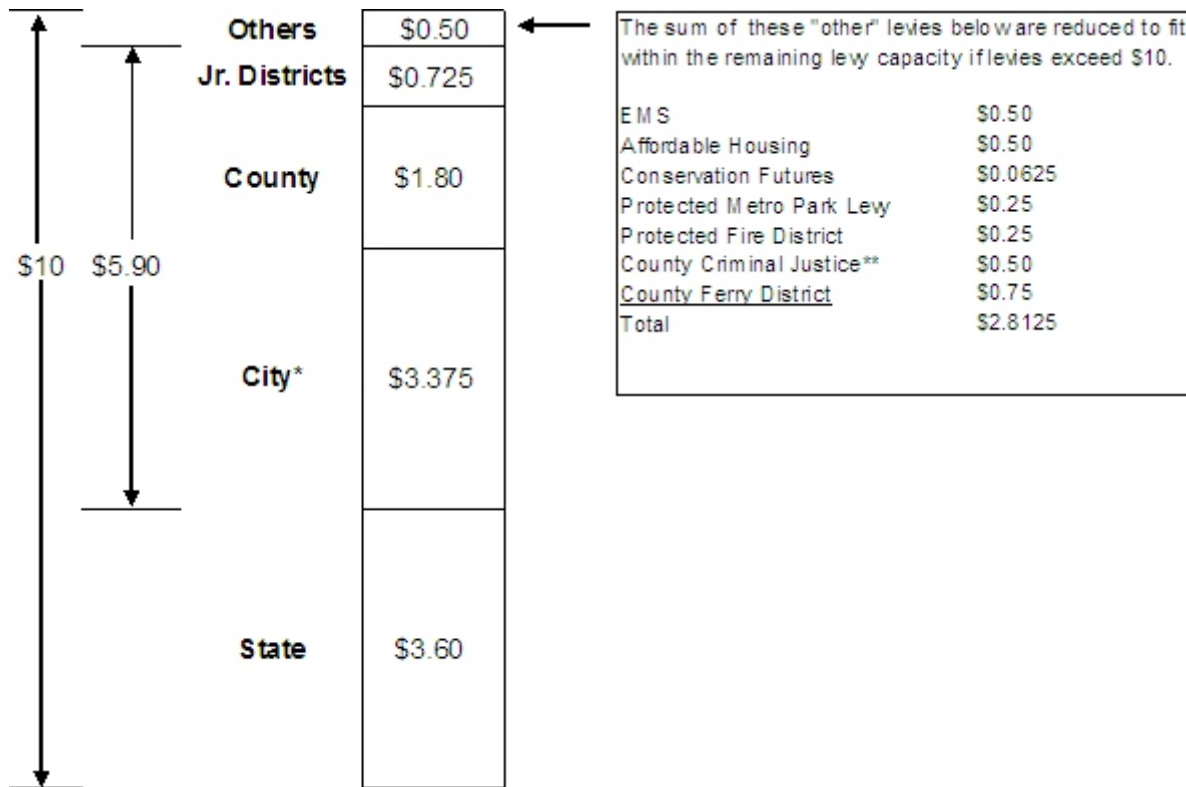 Others $0.50
Jr. Districts $0.725
County $1.80
$10 $5.90
City* $3.375
State $3.60
The sum of these "other" levies below are reduced to fit
within the remaining levy capacity if levies exceed $10.
EMS $0.50
Affordable Housing $0.50
Conservation Futures $0.0625
Protected Metro Park Levy $0.25
Protected Fire District $0.25
County Criminal Justice** $0.50
County Ferry District $0.75
Total $2.8125